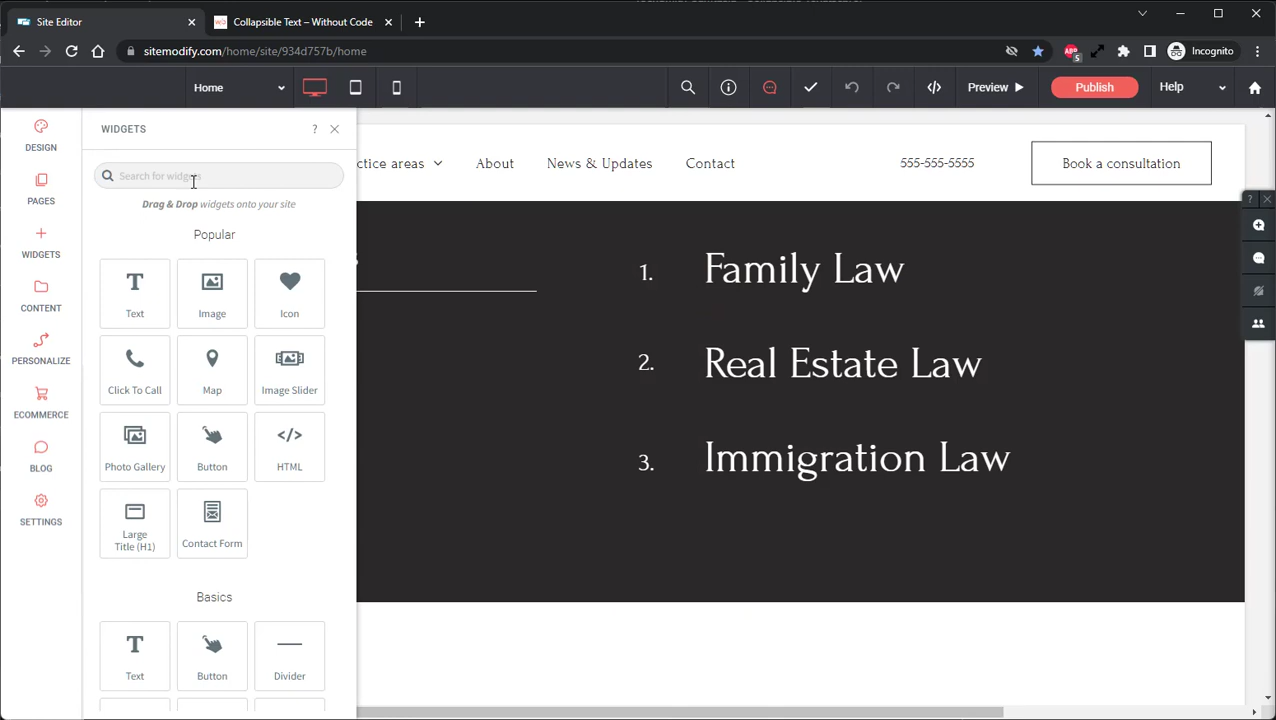 Site Editor
Collapsible Text – Without Code
sitemodify.com/home/site/934d757b/home
ABP
5
Incognito
Home
Preview
Publish
Help
DESIGN
PAGES
WIDGETS
CONTENT
PERSONALIZE
ECOMMERCE
BLOG
SETTINGS
WIDGETS
?
Search for widgets
Drag & Drop widgets onto your site
Popular
Text
Image
Icon
Click To Call
Map
Image Slider
Photo Gallery
Button
HTML
Large
Title (H1)
Contact Form
Basics
Text
Button
Divider
ctice areas
About
News & Updates
Contact
555-555-5555
Book a consultation
1. Family Law
2. Real Estate Law
3. Immigration Law
?